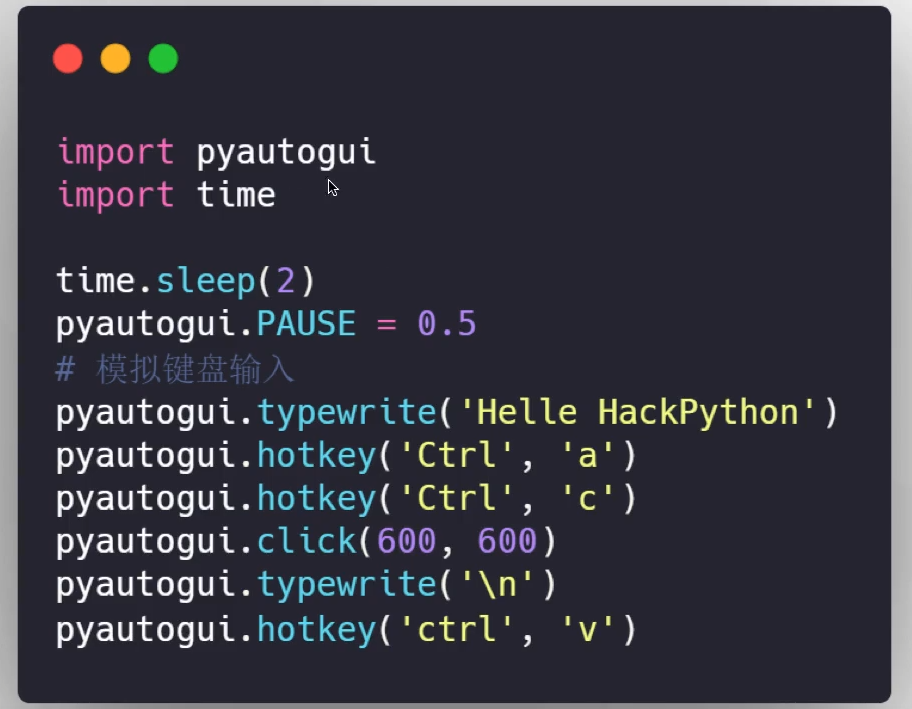 import pyautogui
import time
time.sleep(2)
pyautogui.PAUSE = 0.5
# 模拟键盘输入
pyautogui.typewrite('Helle HackPython')
pyautogui.hotkey('Ctrl', 'a')
pyautogui.hotkey('Ctrl', 'c')
pyautogui.click(600, 600)
pyautogui.typewrite('\n')
pyautogui.hotkey('ctrl', 'v')